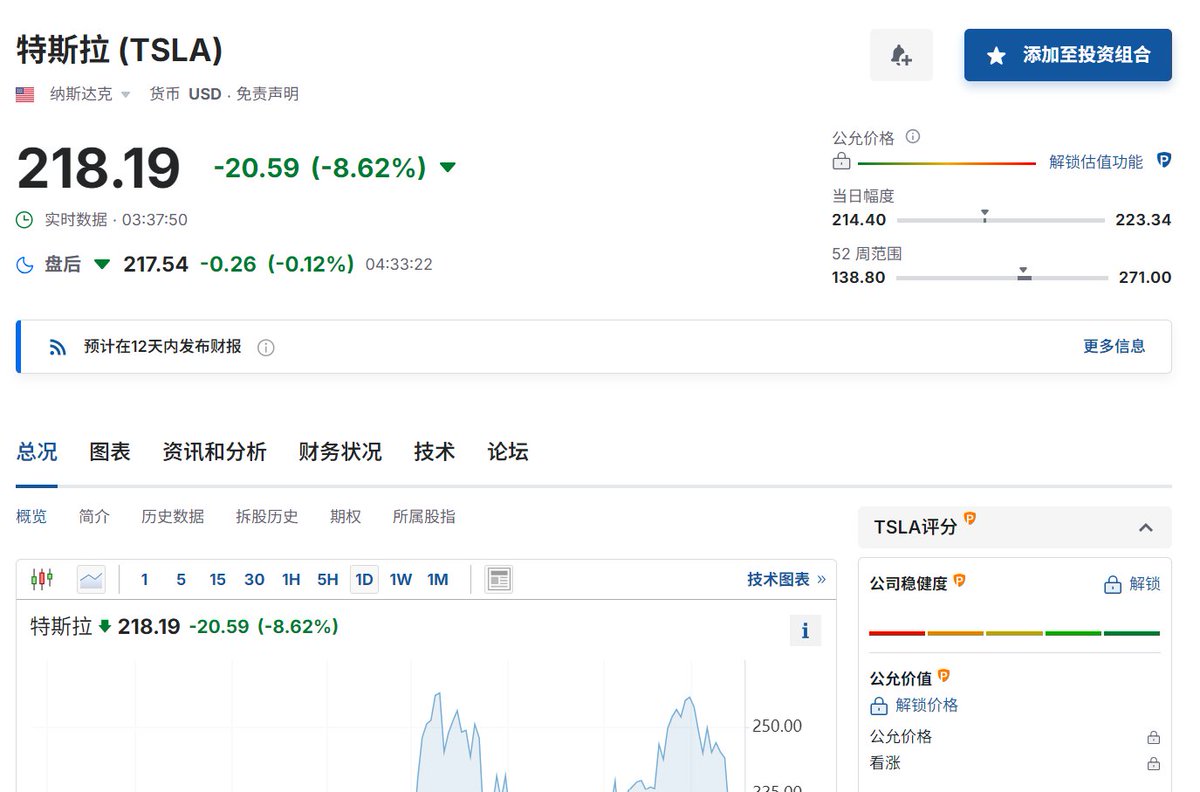 特斯拉 (TSLA)
添加至投资组合
纳斯达克 货币 USD · 免责声明
218.19 -20.59 (-8.62%)
实时数据 · 03:37:50
盘后 217.54 -0.26 (-0.12%) 04:33:22
公允价格
解锁估值功能 P
当日幅度
214.40 223.34
52 周范围
138.80 271.00
预计在12天内发布财报
更多信息
总况 图表 资讯和分析 财务状况 技术 论坛
概览 简介 历史数据 拆股历史 期权 所属股指
1 5 15 30 1H 5H 1D 1W 1M
技术图表 »
特斯拉 218.19 -20.59 (-8.62%)
i
250.00
225.00
TSLA评分 P
公司稳健度 P
解锁
公允价值 P
解锁价格
公允价格
看涨